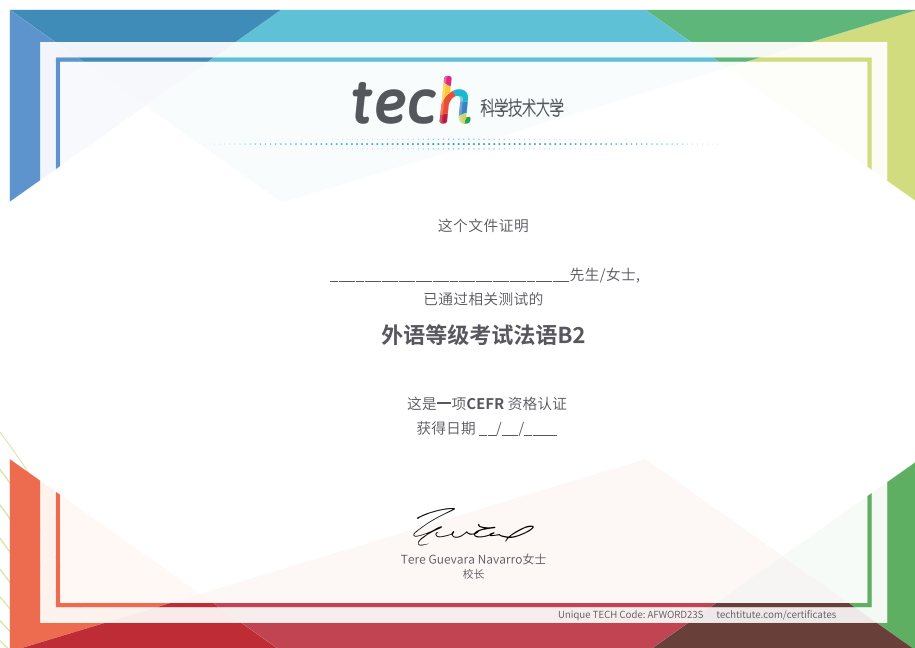 tech 科学技术大学
这个文件证明
____________________________先生/女士,
已通过相关测试的
外语等级考试法语B2
这是一项CEFR 资格认证
获得日期 __/__/____
Tere Guevara Navarro女士
校长
Unique TECH Code: AFWORD23S techtitute.com/certificates